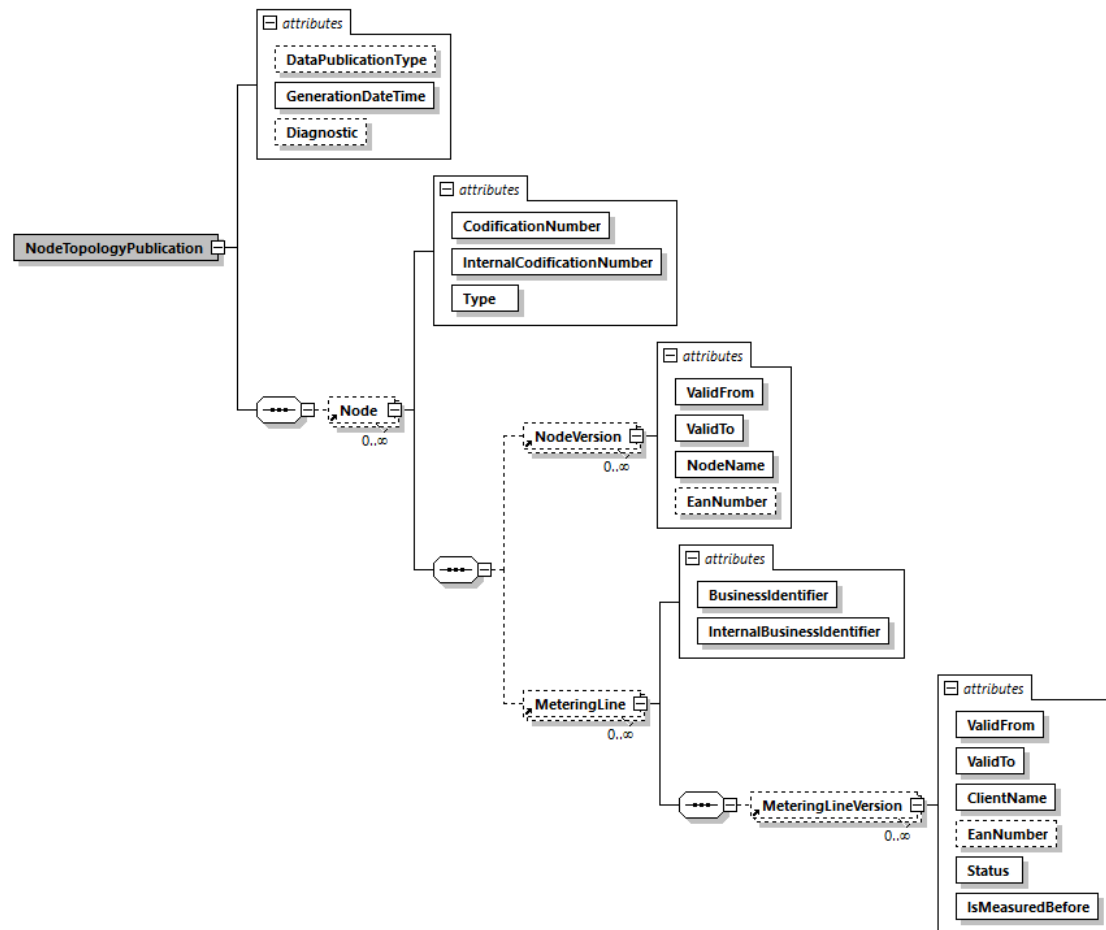 attributes
DataPublicationType
GenerationDateTime
Diagnostic
NodeTopologyPublication
attributes
CodificationNumber
InternalCodificationNumber
Type
Node
0..∞
attributes
ValidFrom
ValidTo
NodeName
EanNumber
NodeVersion
0..∞
attributes
BusinessIdentifier
InternalBusinessIdentifier
MeteringLine
0..∞
attributes
ValidFrom
ValidTo
ClientName
EanNumber
Status
IsMeasuredBefore
MeteringLineVersion
0..∞